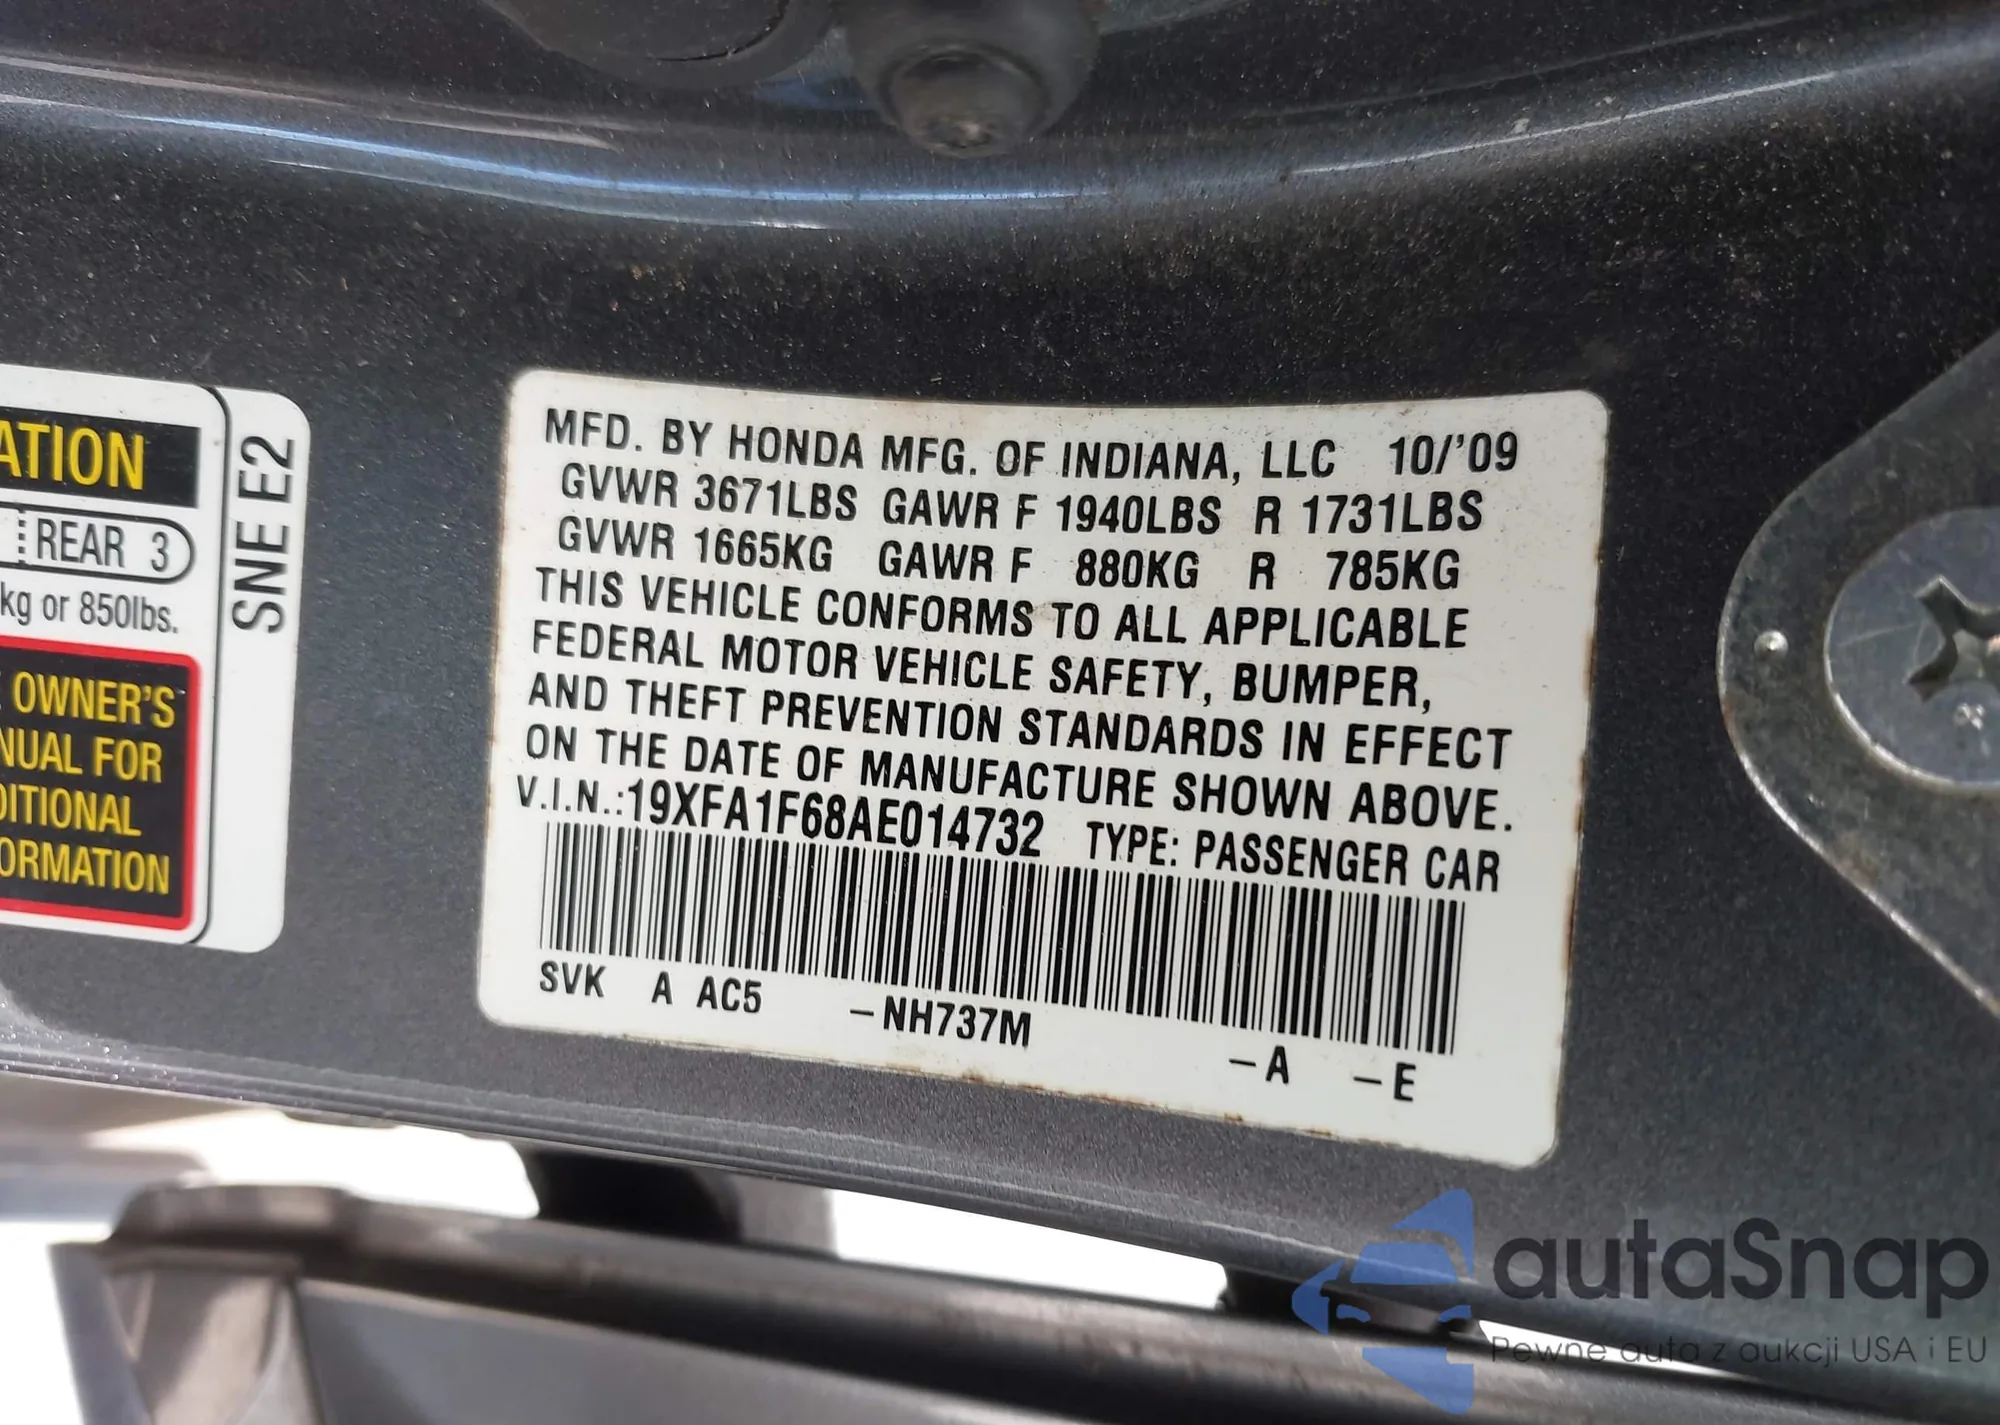 ATION
REAR 3
kg or 850lbs.
OWNER'S
NUAL FOR
DITIONAL
ORMATION
SNE E2
MFD. BY HONDA MFG. OF INDIANA, LLC 10/'09
GVWR 3671LBS GAWR F 1940LBS R 1731LBS
GVWR 1665KG GAWR F 880KG R 785KG
THIS VEHICLE CONFORMS TO ALL APPLICABLE
FEDERAL MOTOR VEHICLE SAFETY, BUMPER,
AND THEFT PREVENTION STANDARDS IN EFFECT
ON THE DATE OF MANUFACTURE SHOWN ABOVE.
V.I.N.:19XFA1F68AE014732 TYPE: PASSENGER CAR
SVK A AC5 –NH737M –A –E
autaSnap
Pewne auta z aukcji USA i EU